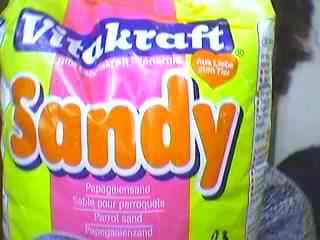 Vitakraft®
Aus Liebe
zum Tier
Sandy
Papageiensand
Sable pour perroquets
Parrot sand
Papegaaienzand